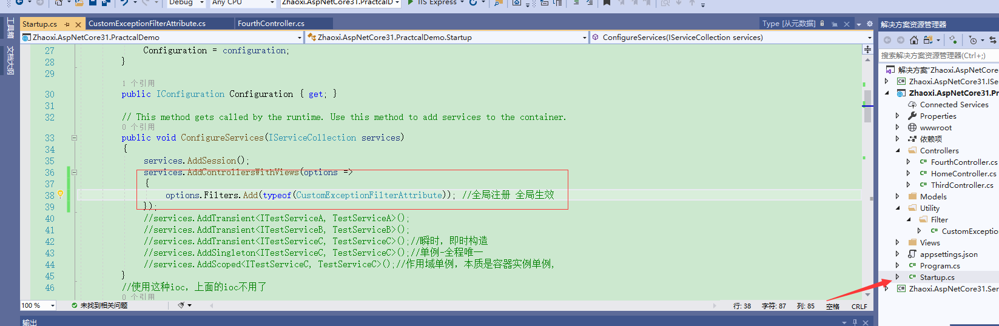 Debug
Any CPU
Zhaoxi.AspNetCore31.PractcalD
IIS Express
Startup.cs
CustomExceptionFilterAttribute.cs
FourthController.cs
Type [从元数据]
解决方案资源管理器
工具箱
文档大纲
Zhaoxi.AspNetCore31.PractcalDemo
Zhaoxi.AspNetCore31.PractcalDemo.Startup
ConfigureServices(IServiceCollection services)
搜索解决方案资源管理器(Ctrl+;)
27 Configuration = configuration;
28 }
29
1 个引用
30 public IConfiguration Configuration { get; }
31
32 // This method gets called by the runtime. Use this method to add services to the container.
0 个引用
33 public void ConfigureServices(IServiceCollection services)
34 {
35 services.AddSession();
36 services.AddControllersWithViews(options =>
37 {
38 options.Filters.Add(typeof(CustomExceptionFilterAttribute)); //全局注册 全局生效
39 });
40 //services.AddTransient<ITestServiceA, TestServiceA>();
41 //services.AddTransient<ITestServiceB, TestServiceB>();
42 //services.AddTransient<ITestServiceC, TestServiceC>();//瞬时，即时构造
43 //services.AddSingleton<ITestServiceC, TestServiceC>();//单例-全程唯一
44 //services.AddScoped<ITestServiceC, TestServiceC>();//作用域单例，本质是容器实例单例,
45 }
46 //使用这种ioc，上面的ioc不用了
0 个引用
解决方案"Zhaoxi.AspNetCore
Zhaoxi.AspNetCore31.ISe
Zhaoxi.AspNetCore31.Pr
Connected Services
Properties
wwwroot
依赖项
Controllers
FourthController.cs
HomeController.cs
ThirdController.cs
Models
Utility
Filter
CustomExceptio
Views
appsettings.json
Program.cs
Startup.cs
Zhaoxi.AspNetCore31.Ser
100 %
未找到相关问题
行: 38
字符: 87
列: 85
空格
CRLF
输出